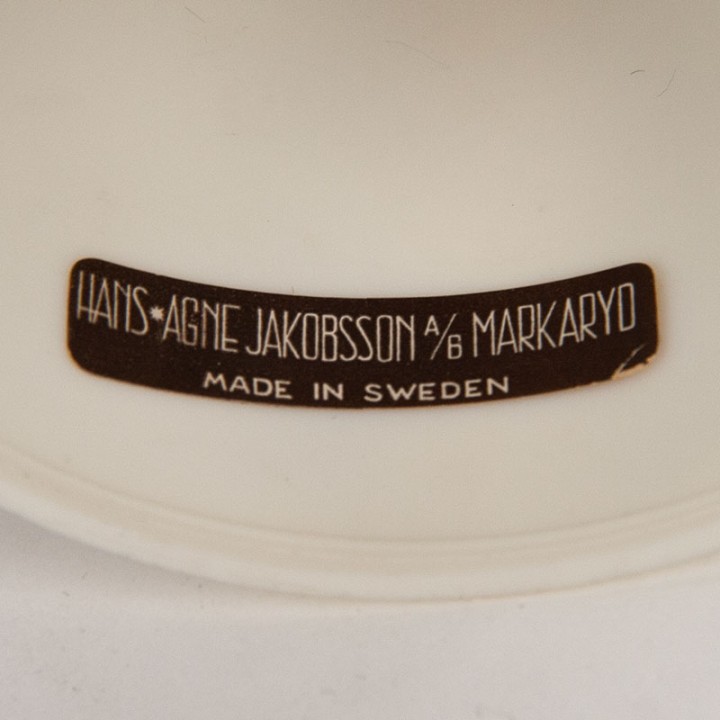 HANS*AGNE JAKOBSSON A/B MARKARYD
MADE IN SWEDEN